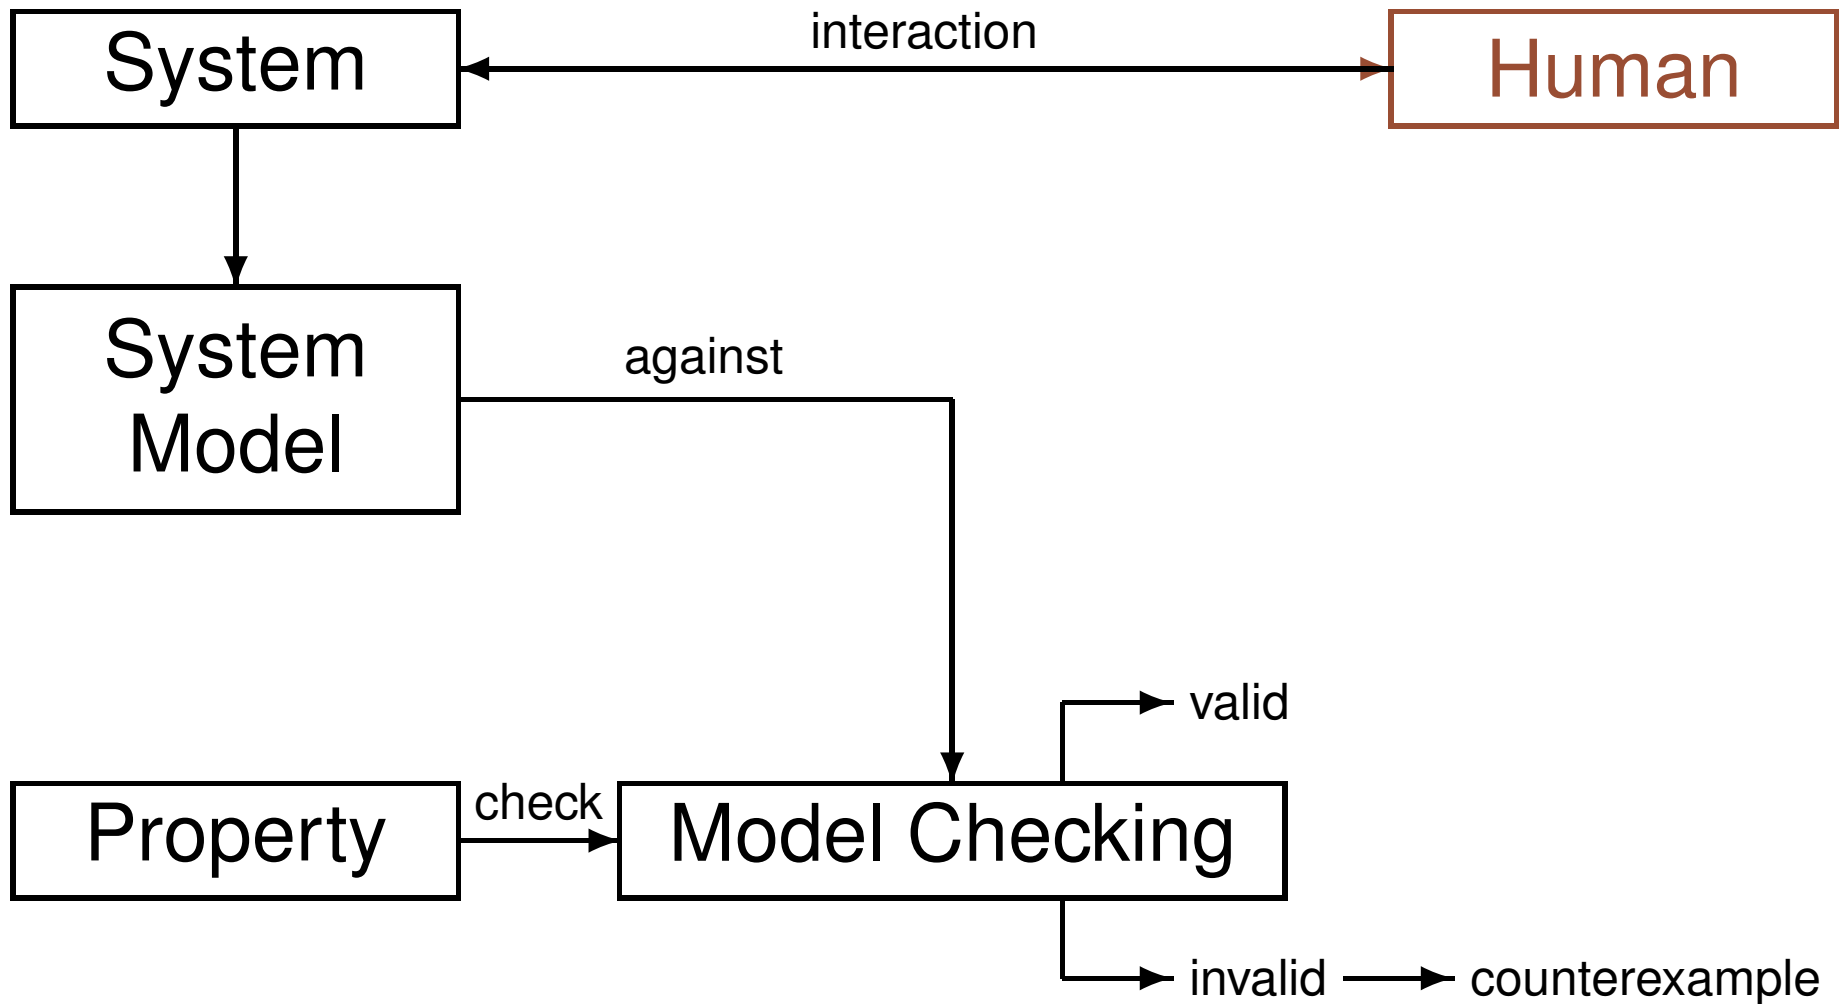 System
interaction
Human
System
Model
against
valid
Property
check
Model Checking
invalid
counterexample